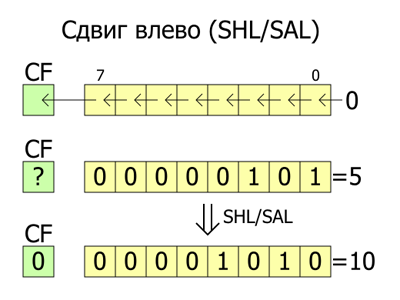 Сдвиг влево (SHL/SAL)
CF 7 0
0
CF
? 0 0 0 0 0 1 0 1 =5
SHL/SAL
CF
0 0 0 0 0 1 0 1 0 =10